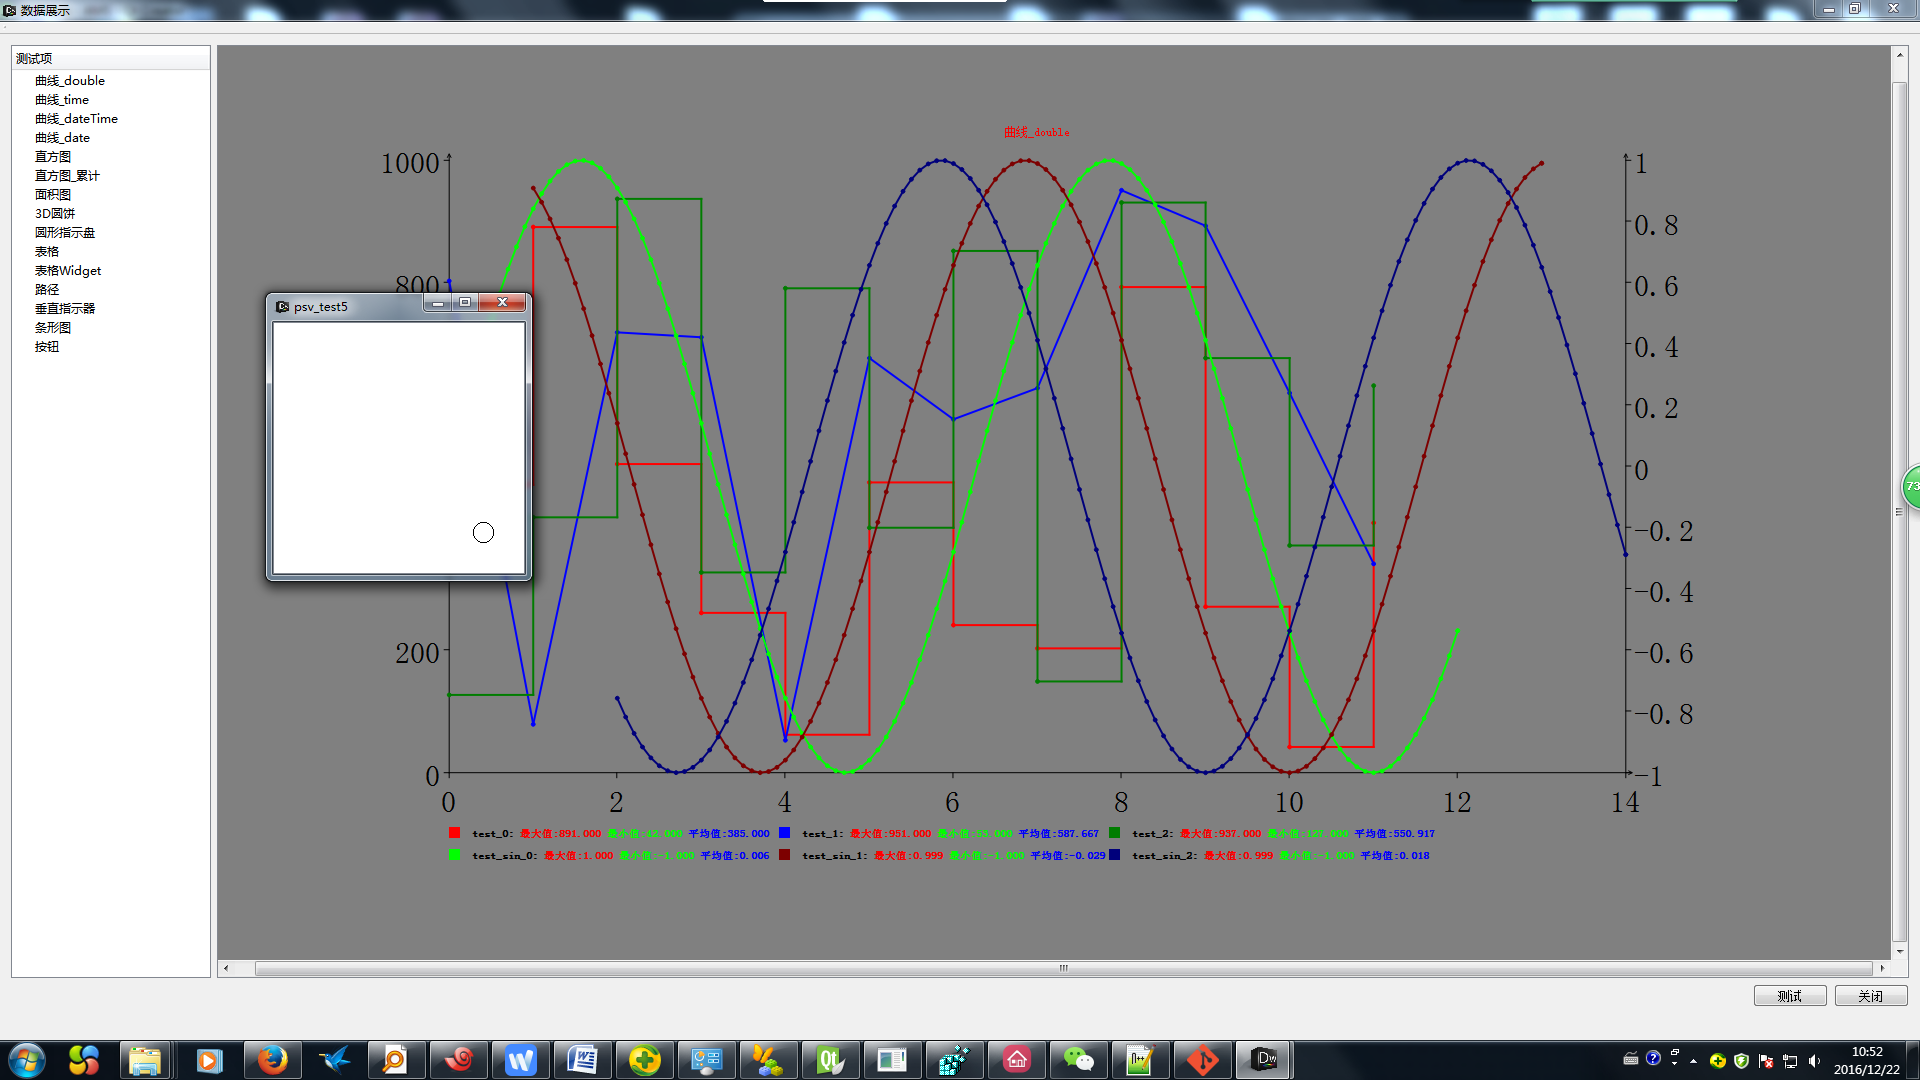 数据展示
测试项
曲线_double
曲线_time
曲线_dateTime
曲线_date
直方图
直方图_累计
面积图
3D圆饼
圆形指示盘
表格
表格Widget
路径
垂直指示器
条形图
按钮
曲线_double
1000
800
200
0
psv_test5
1
0.8
0.6
0.4
0.2
0
-0.2
-0.4
-0.6
-0.8
-1
0 2 4 6 8 10 12 14
test_0: 最大值:891.000 最小值:42.000 平均值:385.000 test_1: 最大值:951.000 最小值:53.000 平均值:587.667 test_2: 最大值:937.000 最小值:127.000 平均值:550.917
test_sin_0: 最大值:1.000 最小值:-1.000 平均值:0.006 test_sin_1: 最大值:0.999 最小值:-1.000 平均值:-0.029 test_sin_2: 最大值:0.999 最小值:-1.000 平均值:0.018
73
测试 关闭
10:52
2016/12/22